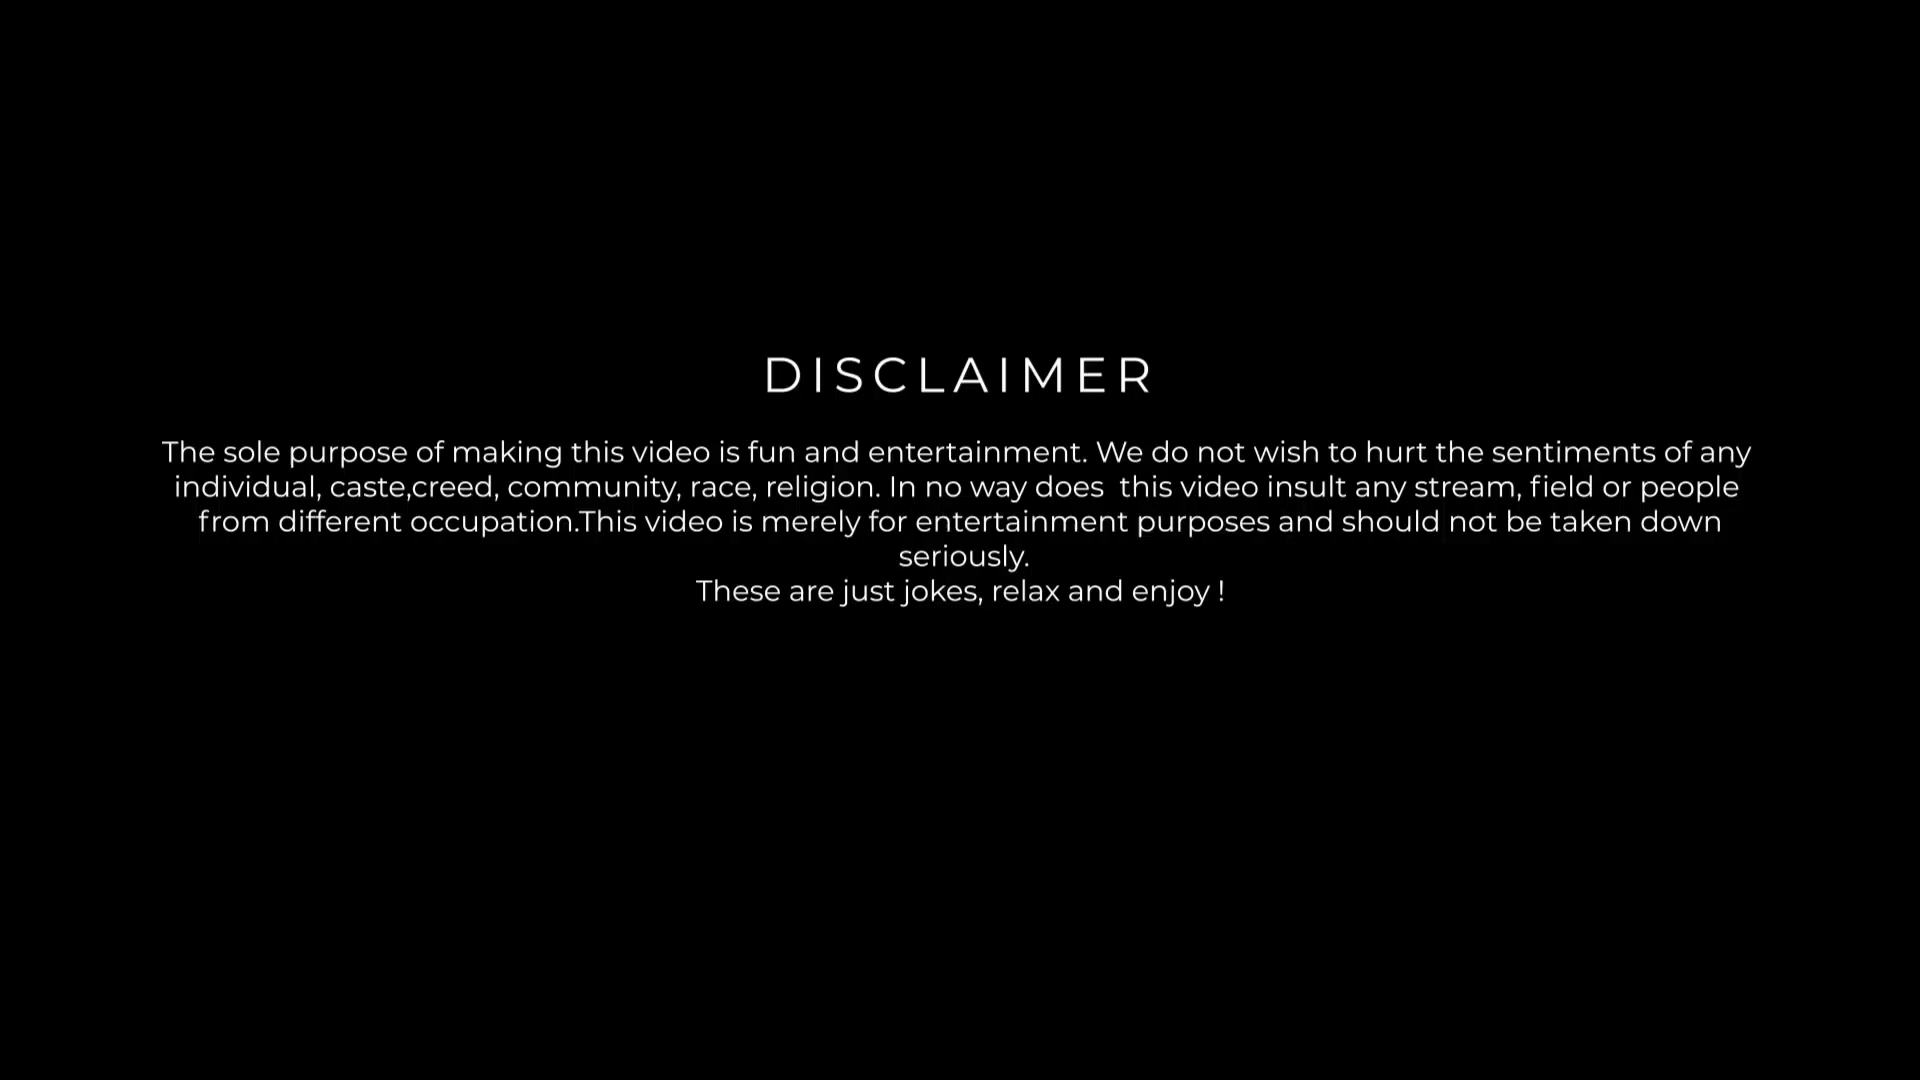 DISCLAIMER
The sole purpose of making this video is fun and entertainment. We do not wish to hurt the sentiments of any
individual, caste,creed, community, race, religion. In no way does  this video insult any stream, field or people
from different occupation.This video is merely for entertainment purposes and should not be taken down
seriously.
These are just jokes, relax and enjoy !